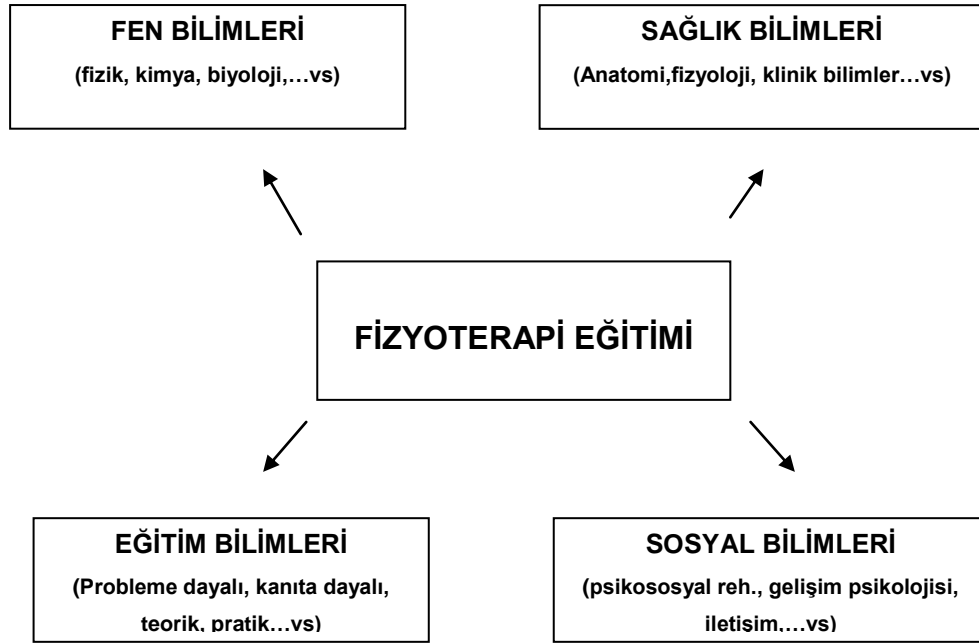 FEN BİLİMLERİ
(fizik, kimya, biyoloji,…vs)
SAĞLIK BİLİMLERİ
(Anatomi,fizyoloji, klinik bilimler…vs)
FİZYOTERAPİ EĞİTİMİ
EĞİTİM BİLİMLERİ
(Probleme dayalı, kanıta dayalı,
teorik, pratik…vs)
SOSYAL BİLİMLERİ
(psikososyal reh., gelişim psikolojisi,
iletişim,…vs)